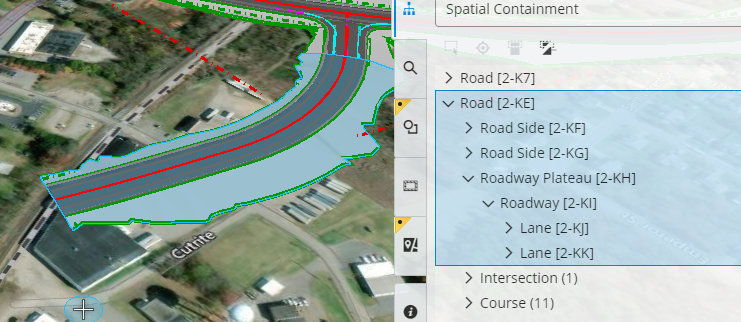 Spatial Containment
Road [2-K7]
Road [2-KE]
Road Side [2-KF]
Road Side [2-KG]
Roadway Plateau [2-KH]
Roadway [2-KI]
Lane [2-KJ]
Lane [2-KK]
Intersection (1)
Course (11)
Cutrite